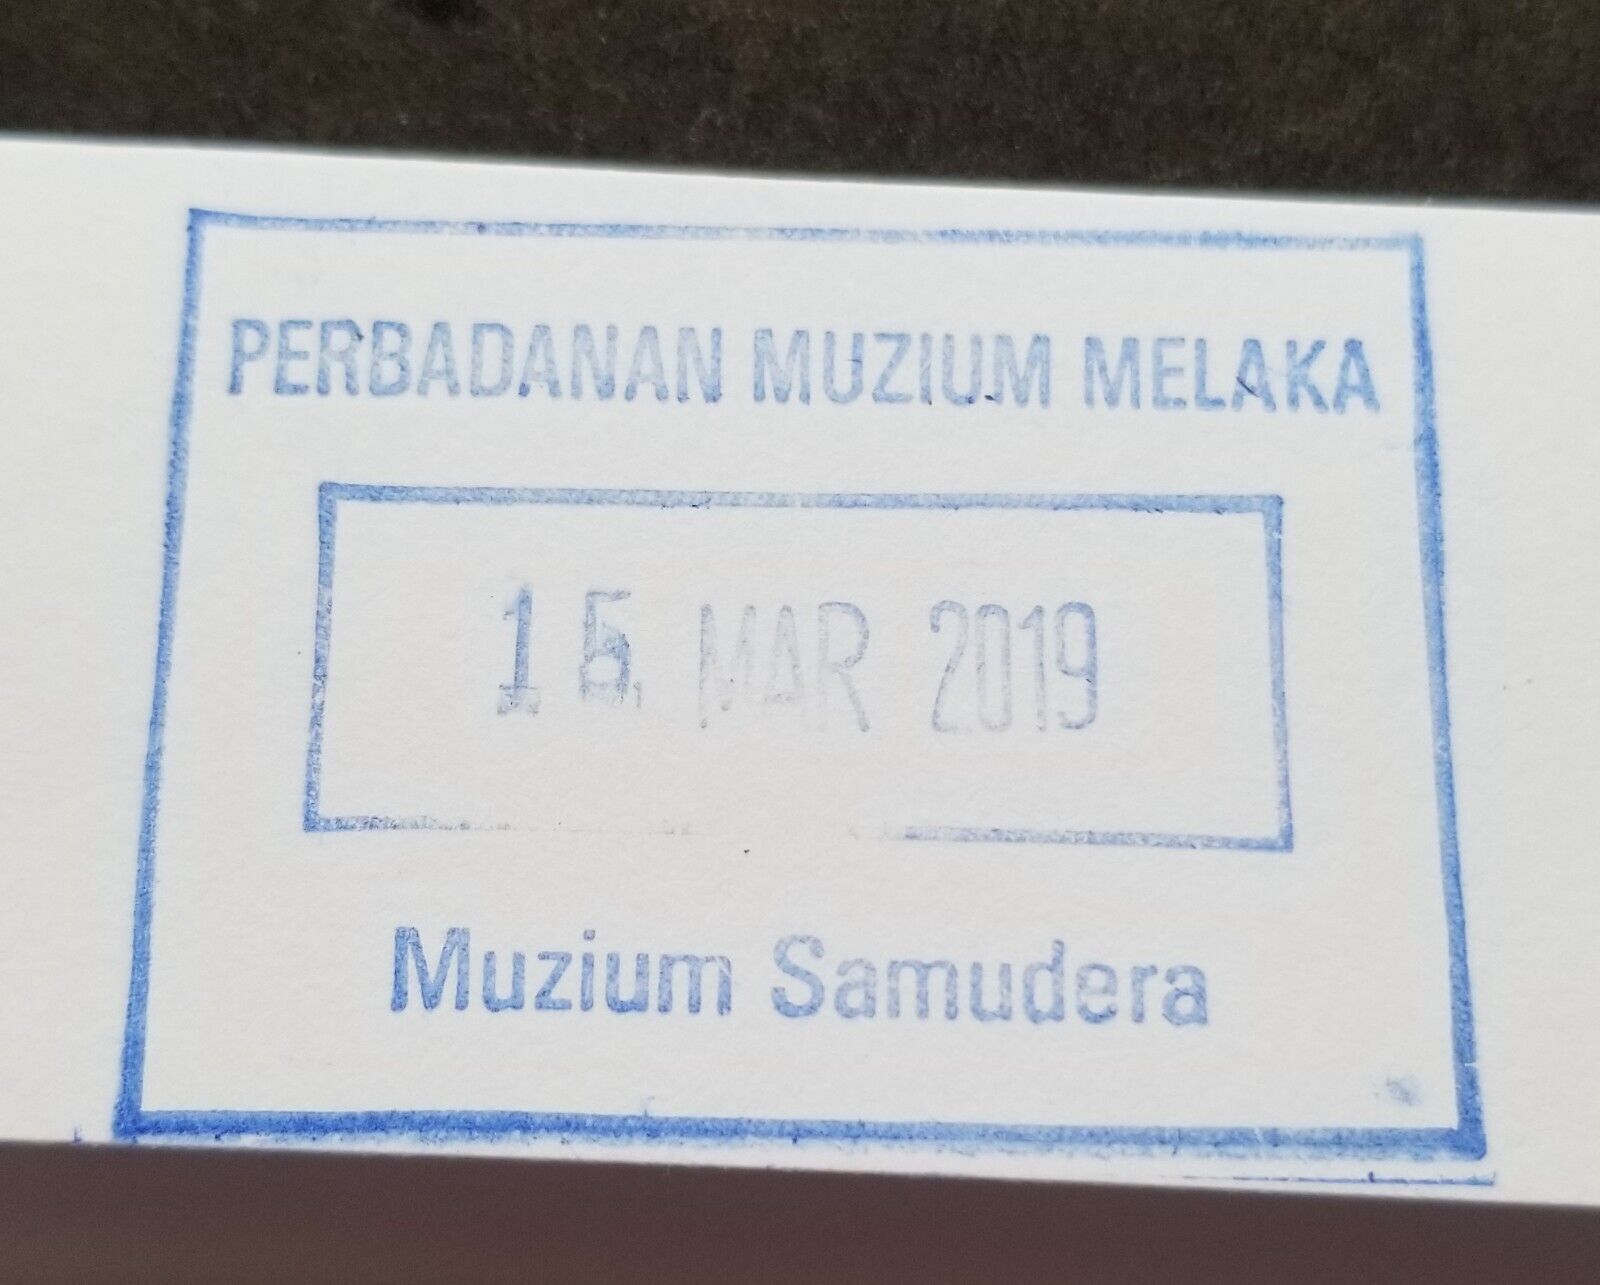 PERBADANAN MUZIUM MELAKA
15 MAR 2019
Muzium Samudera